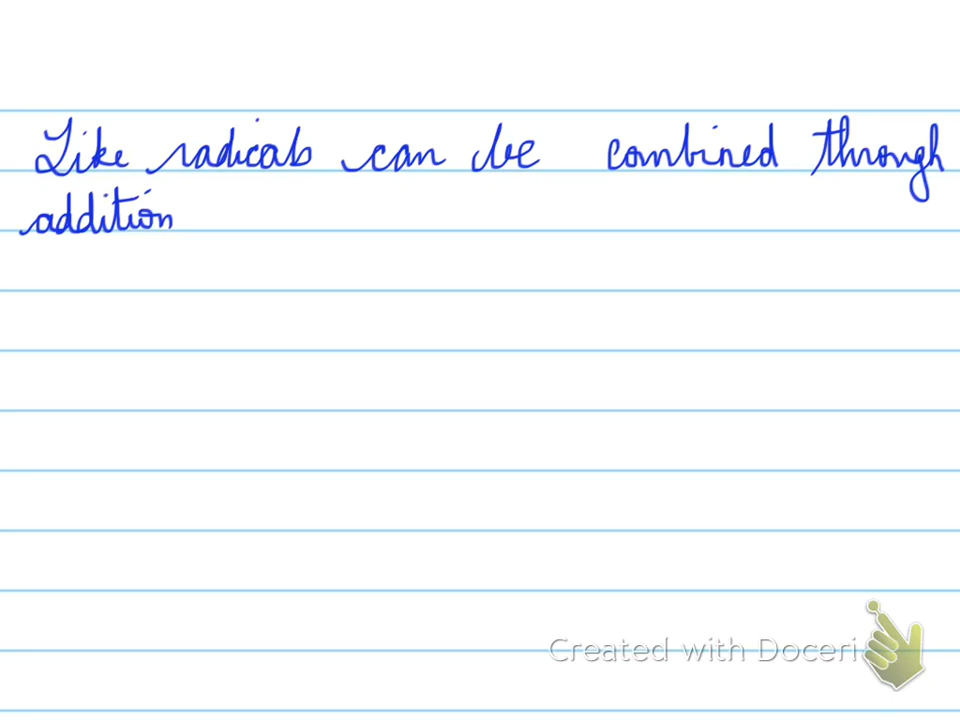 Like radicals can be combined through
addition
Created with Doceri